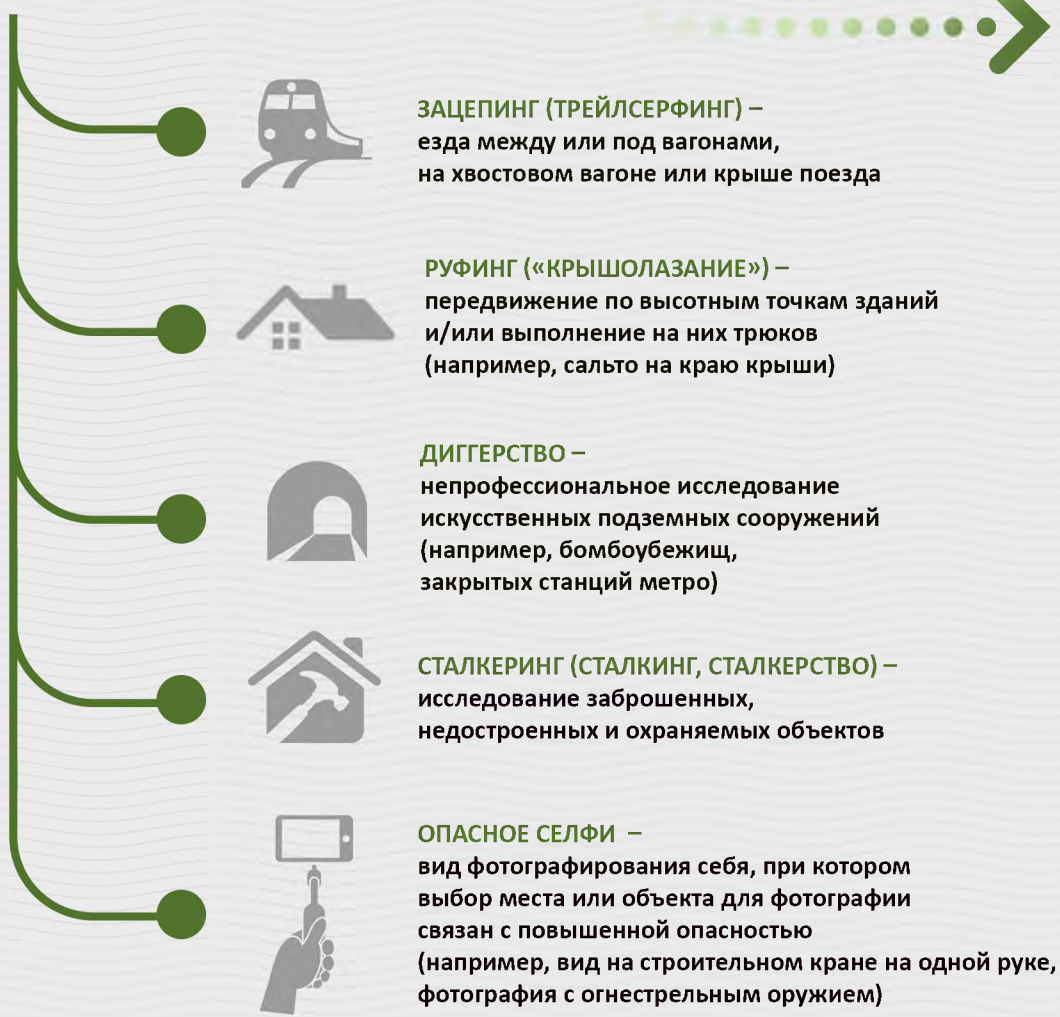 ЗАЦЕПИНГ (ТРЕЙЛСЕРФИНГ) –
езда между или под вагонами,
на хвостовом вагоне или крыше поезда
РУФИНГ («КРЫШОЛАЗАНИЕ») –
передвижение по высотным точкам зданий
и/или выполнение на них трюков
(например, сальто на краю крыши)
ДИГГЕРСТВО –
непрофессиональное исследование
искусственных подземных сооружений
(например, бомбоубежищ,
закрытых станций метро)
СТАЛКЕРИНГ (СТАЛКИНГ, СТАЛКЕРСТВО) –
исследование заброшенных,
недостроенных и охраняемых объектов
ОПАСНОЕ СЕЛФИ –
вид фотографирования себя, при котором
выбор места или объекта для фотографии
связан с повышенной опасностью
(например, вид на строительном кране на одной руке,
фотография с огнестрельным оружием)